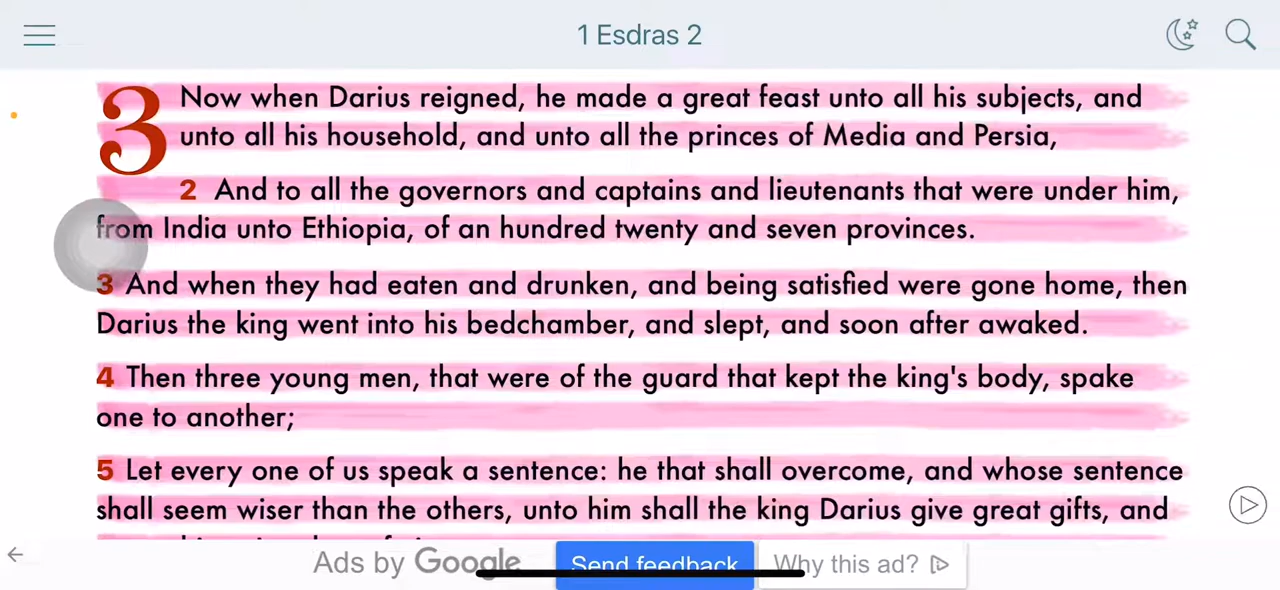 1 Esdras 2
3 Now when Darius reigned, he made a great feast unto all his subjects, and
unto all his household, and unto all the princes of Media and Persia,
2 And to all the governors and captains and lieutenants that were under him,
from India unto Ethiopia, of an hundred twenty and seven provinces.
3 And when they had eaten and drunken, and being satisfied were gone home, then
Darius the king went into his bedchamber, and slept, and soon after awaked.
4 Then three young men, that were of the guard that kept the king's body, spake
one to another;
5 Let every one of us speak a sentence: he that shall overcome, and whose sentence
shall seem wiser than the others, unto him shall the king Darius give great gifts, and
Ads by Google
Send feedback
Why this ad?